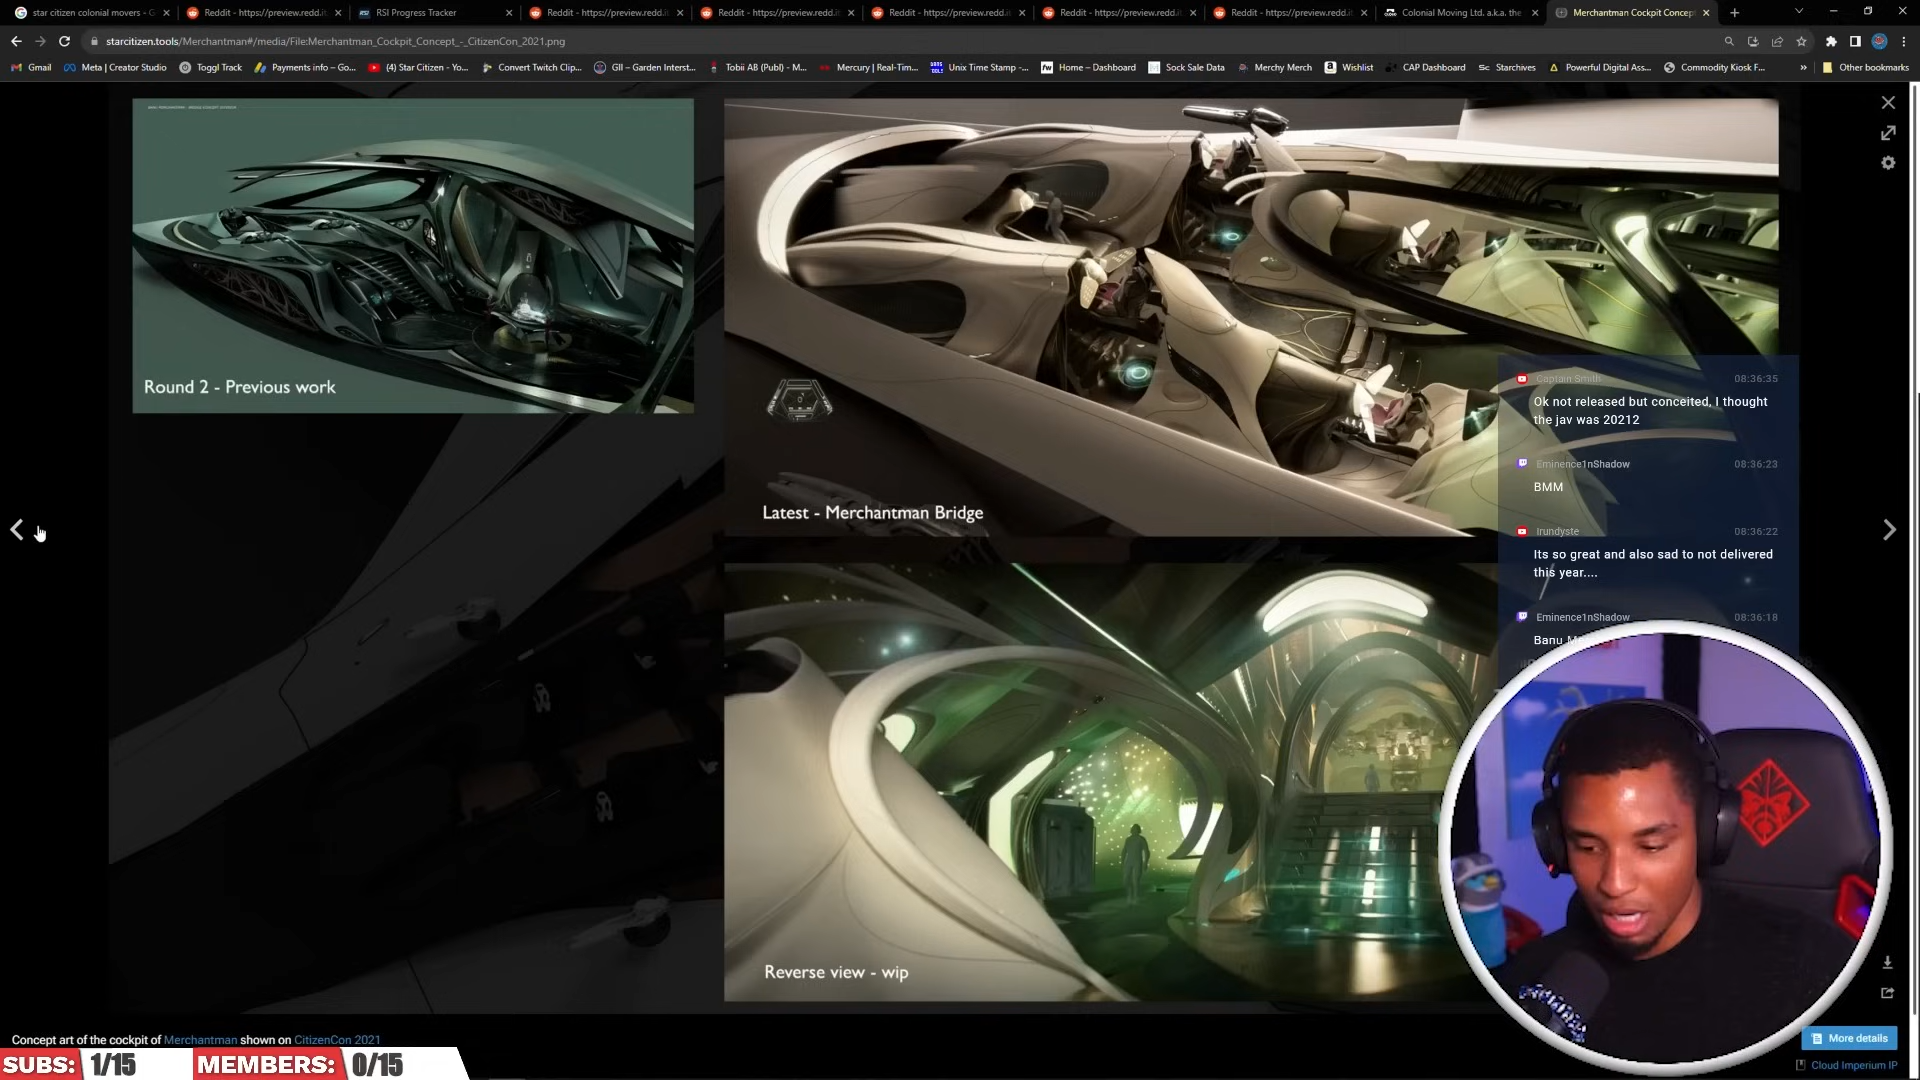 star citizen colonial movers - G
Reddit - https://preview.redd.it
RSI Progress Tracker
Reddit - https://preview.redd.it
Reddit - https://preview.redd.it
Reddit - https://preview.redd.it
Reddit - https://preview.redd.it
Reddit - https://preview.redd.it
Colonial Moving Ltd. a.k.a. the
Merchantman Cockpit Concept
starcitizen.tools/Merchantman#/media/File:Merchantman_Cockpit_Concept_-_CitizenCon_2021.png
Gmail
Meta | Creator Studio
Toggl Track
Payments info – Go...
(4) Star Citizen - Yo...
Convert Twitch Clip...
GII – Garden Interst...
Tobii AB (Publ) - M...
Mercury | Real-Tim...
Unix Time Stamp -...
Home – Dashboard
Sock Sale Data
Merchy Merch
Wishlist
CAP Dashboard
Starchives
Powerful Digital Ass...
Commodity Kiosk F...
Other bookmarks
Round 2 - Previous work
Latest - Merchantman Bridge
Reverse view - wip
Captain Smith 08:36:35
Ok not released but conceited, I thought
the jav was 20212
Eminence1nShadow 08:36:23
BMM
Irundyste 08:36:22
Its so great and also sad to not delivered
this year....
Eminence1nShadow 08:36:18
Banu
Concept art of the cockpit of Merchantman shown on CitizenCon 2021
More details
Cloud Imperium IP
SUBS: 1/15
MEMBERS: 0/15